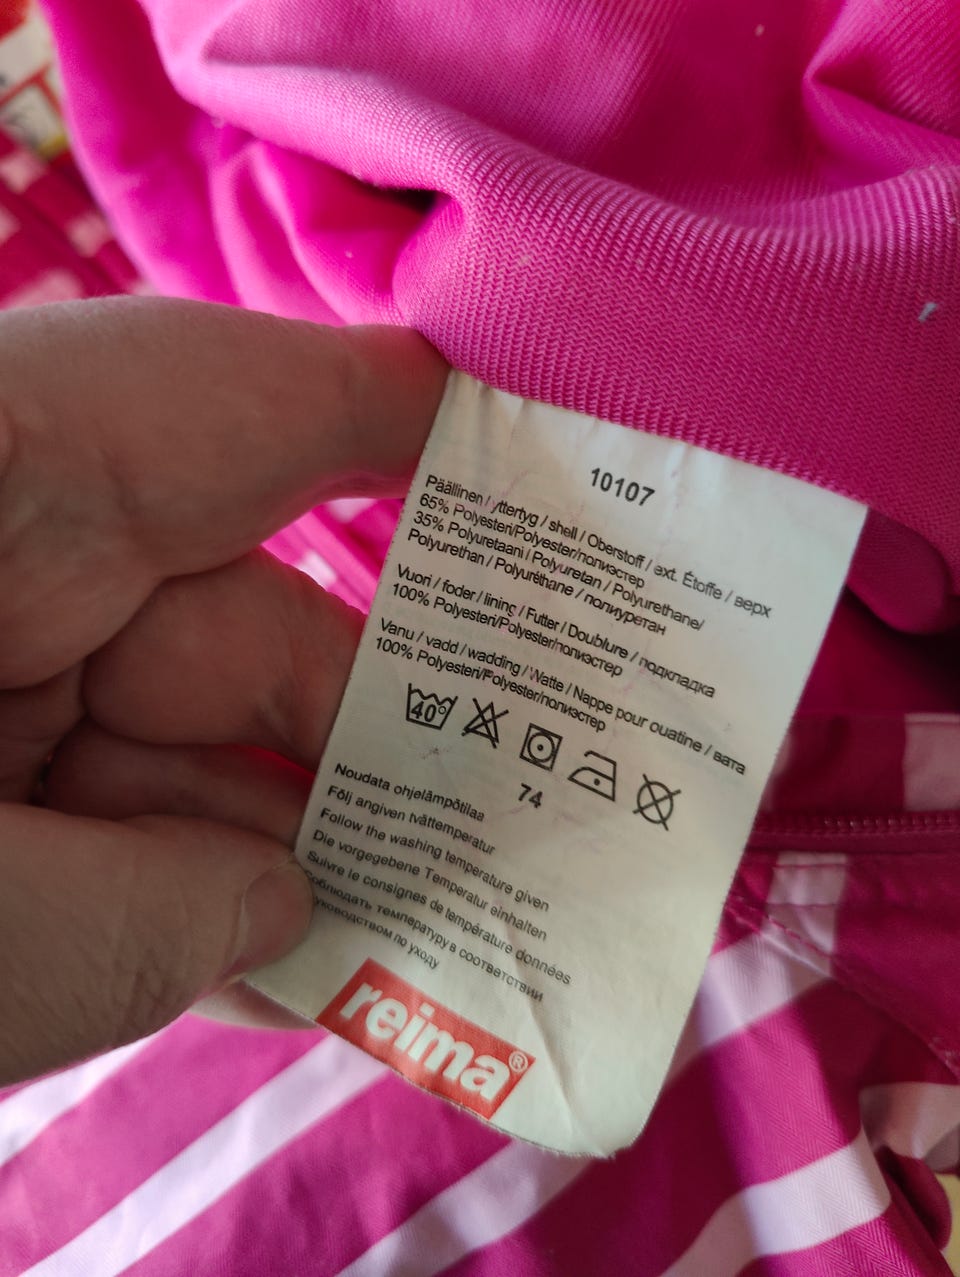 10107
Päällinen / yttertyg / shell / Oberstoff / ext. Étoffe / верх
65% Polyesteri/Polyester/полиэстер
35% Polyuretaani / Polyuretan / Polyurethane/
Polyurethan / Polyuréthane / полиуретан
Vuori / foder / lining / Futter / Doublure / подкладка
100% Polyesteri/Polyester/полиэстер
Vanu / vadd / wadding / Watte / Nappe pour ouatine / вата
100% Polyesteri/Polyester/полиэстер
40°
74
Noudata ohjelämpötilaa
Följ angiven tvättemperatur
Follow the washing temperature given
Die vorgegebene Temperatur einhalten
Suivre le consignes de température données
Соблюдать температуру в соответствии
руководством по уходу
reima®